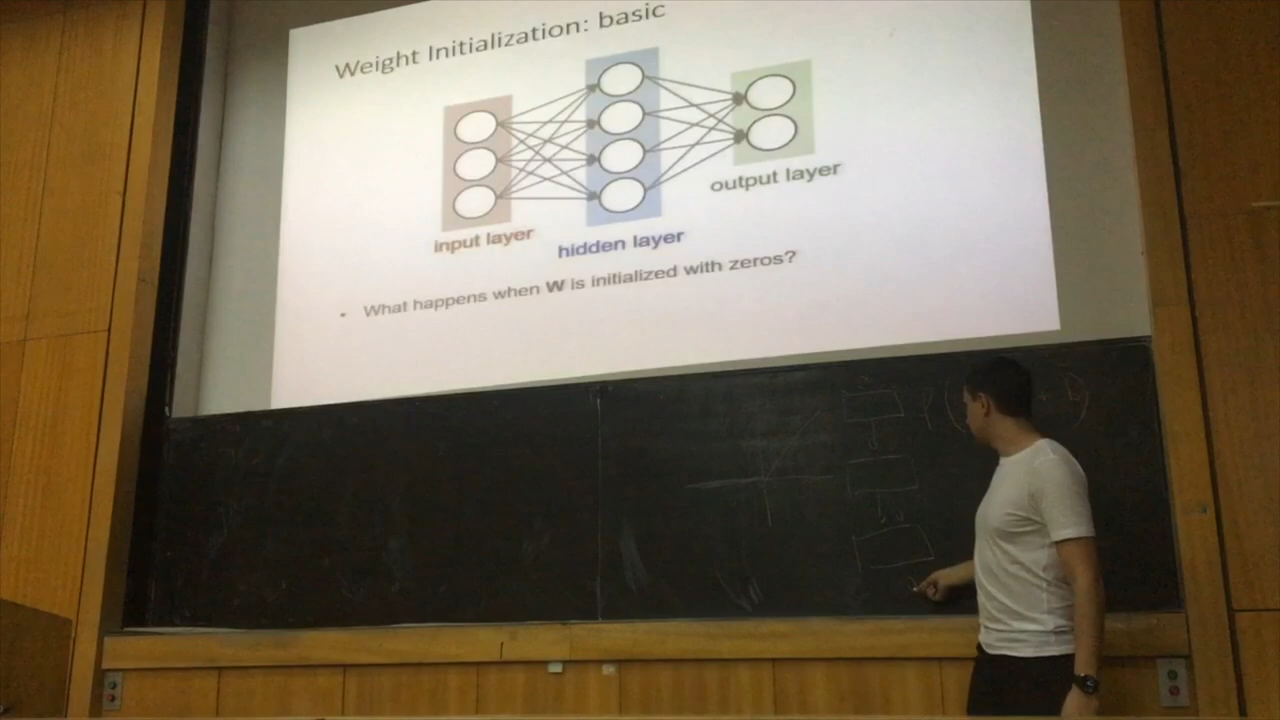 Weight Initialization: basic
input layer
hidden layer
output layer
• What happens when W is initialized with zeros?